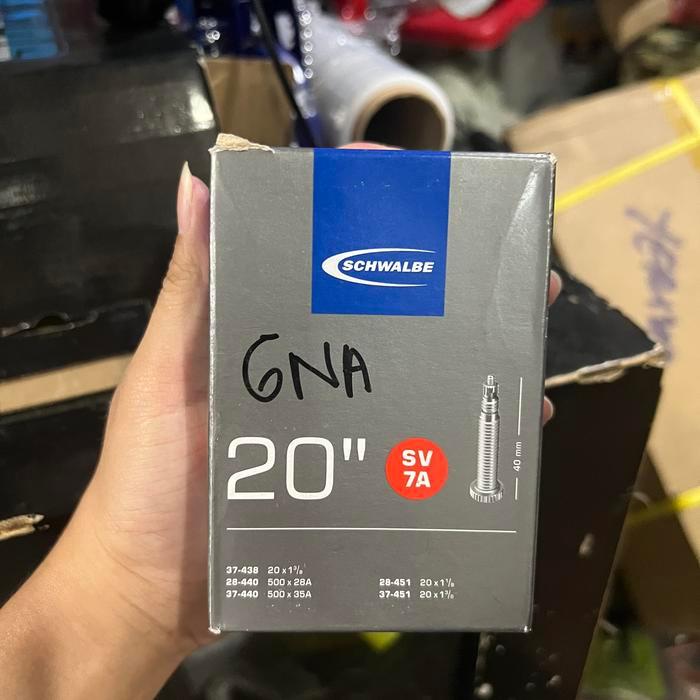 SCHWALBE
GNA
20"
SV
7A
40 mm
37-438 20 x 1³/₈
28-440 500 x 28A
37-440 500 x 35A
28-451 20 x 1¹/₈
37-451 20 x 1³/₈